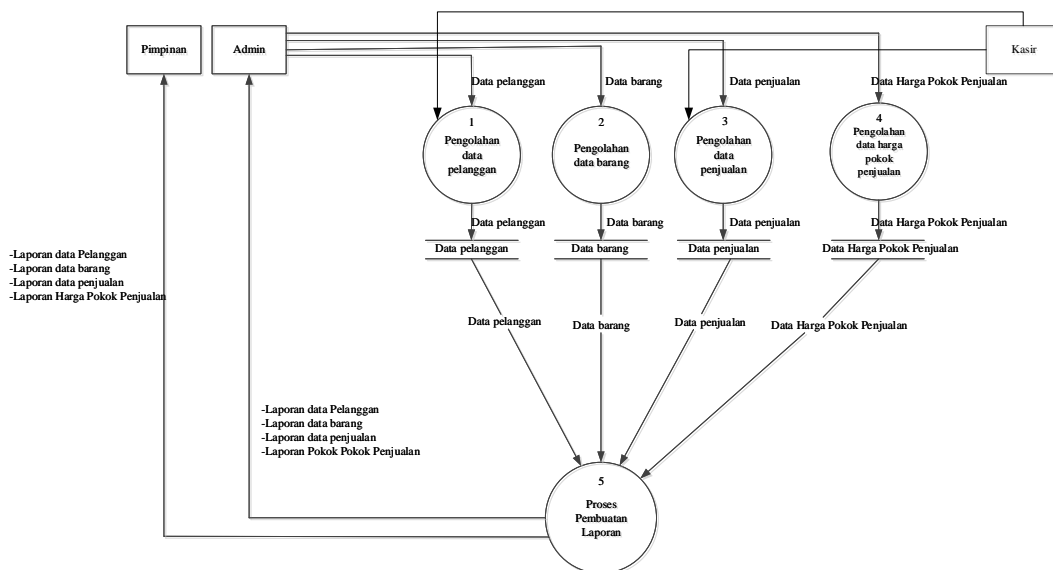 Pimpinan
Admin
Kasir
Data pelanggan
Data barang
Data penjualan
Data Harga Pokok Penjualan
1
Pengolahan
data
pelanggan
2
Pengolahan
data barang
3
Pengolahan
data
penjualan
4
Pengolahan
data harga
pokok
penjualan
Data pelanggan
Data barang
Data penjualan
Data Harga Pokok Penjualan
Data pelanggan
Data barang
Data penjualan
Data Harga Pokok Penjualan
-Laporan data Pelanggan
-Laporan data barang
-Laporan data penjualan
-Laporan Harga Pokok Penjualan
Data pelanggan
Data barang
Data penjualan
Data Harga Pokok Penjualan
-Laporan data Pelanggan
-Laporan data barang
-Laporan data penjualan
-Laporan Pokok Pokok Penjualan
5
Proses
Pembuatan
Laporan